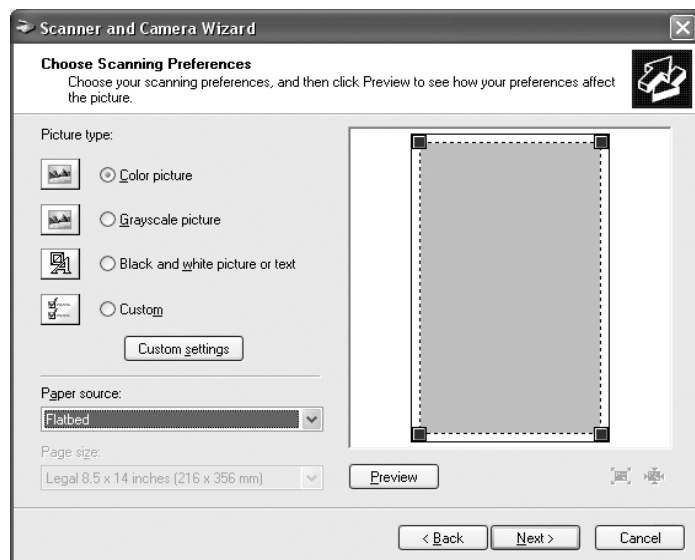 Scanner and Camera Wizard
Choose Scanning Preferences
Choose your scanning preferences, and then click Preview to see how your preferences affect
the picture.
Picture type:
Color picture
Grayscale picture
Black and white picture or text
Custom
Custom settings
Paper source:
Flatbed
Page size:
Legal 8.5 x 14 inches (216 x 356 mm)
Preview
< Back
Next >
Cancel